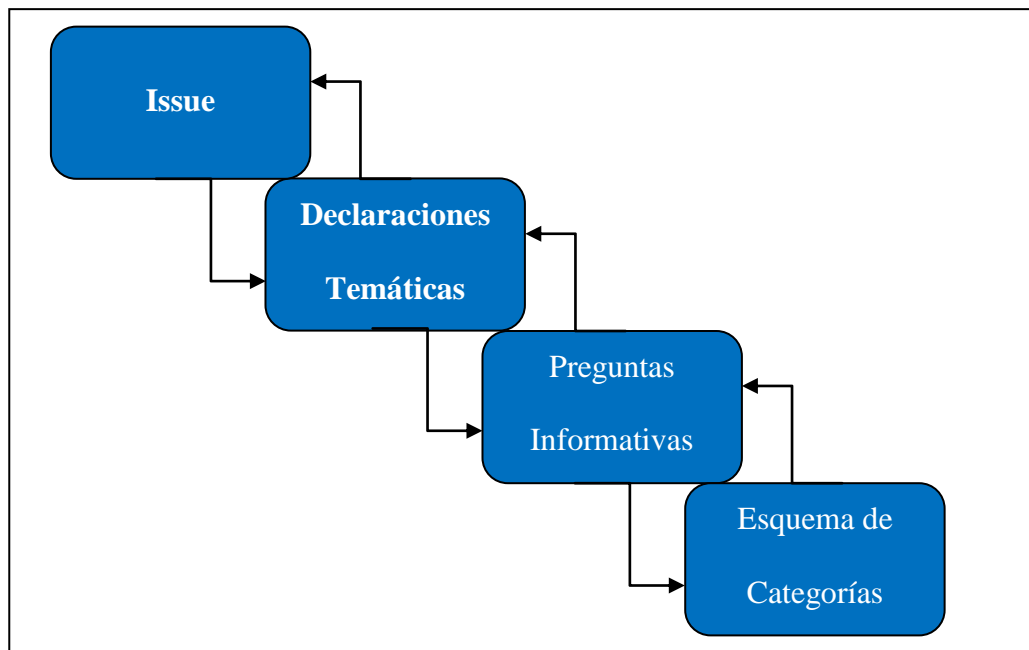 Issue
Declaraciones
Temáticas
Preguntas
Informativas
Esquema de
Categorías